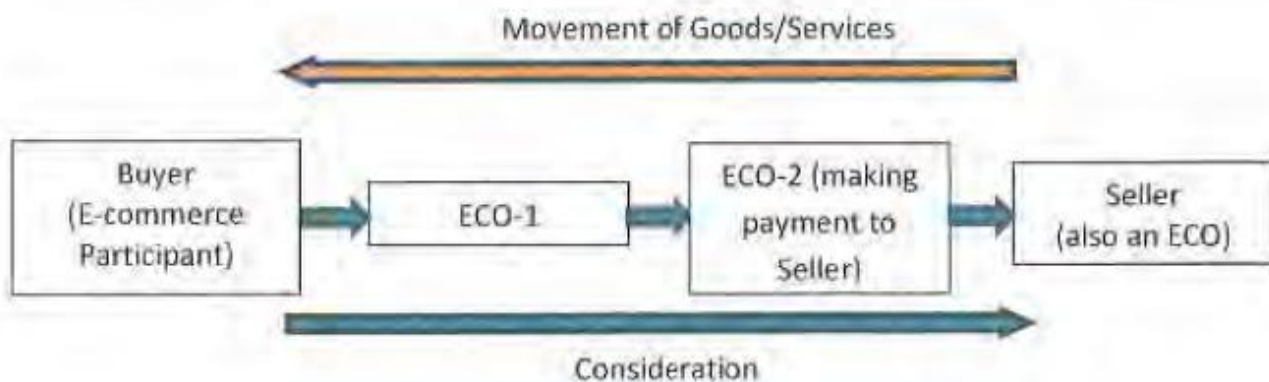 Movement of Goods/Services
Buyer
(E-commerce
Participant)
ECO-1
ECO-2 (making
payment to
Seller)
Seller
(also an ECO)
Consideration